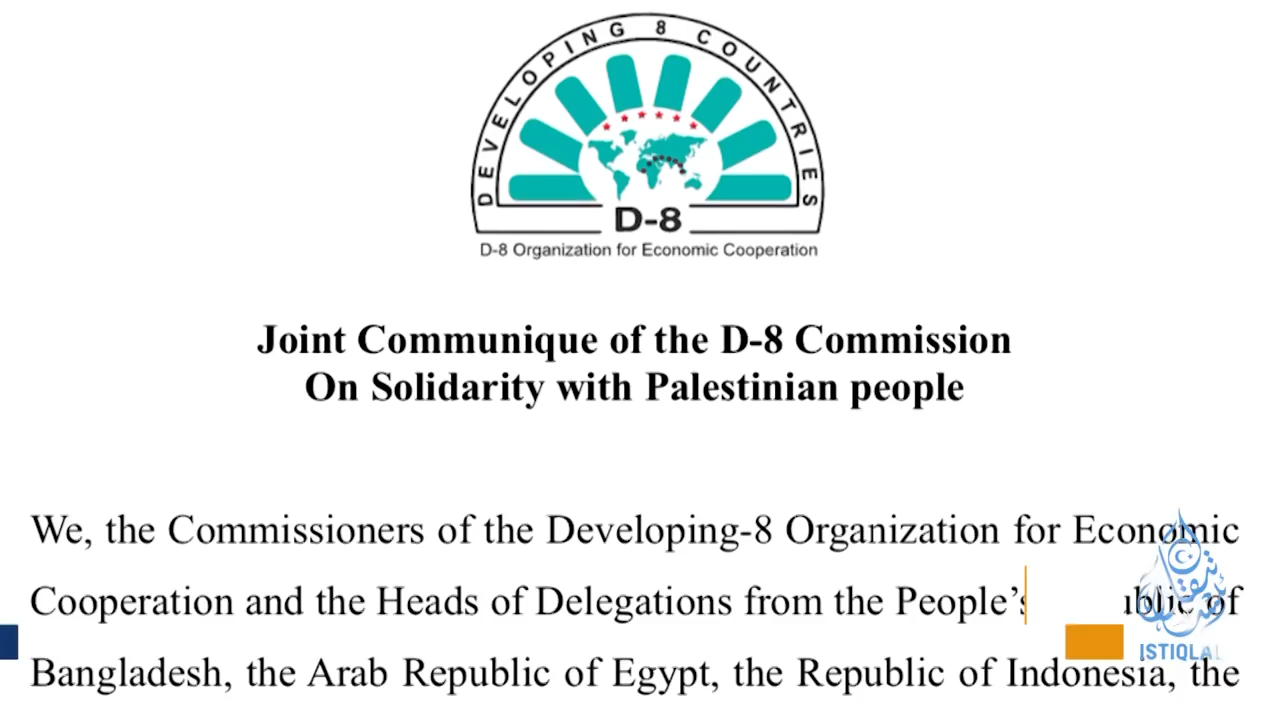 DEVELOPING 8 COUNTRIES
D-8
D-8 Organization for Economic Cooperation
Joint Communique of the D-8 Commission
On Solidarity with Palestinian people
We, the Commissioners of the Developing-8 Organization for Economic
Cooperation and the Heads of Delegations from the People’s ublic of
Bangladesh, the Arab Republic of Egypt, the Republic of Indonesia, the
ISTIQLAL